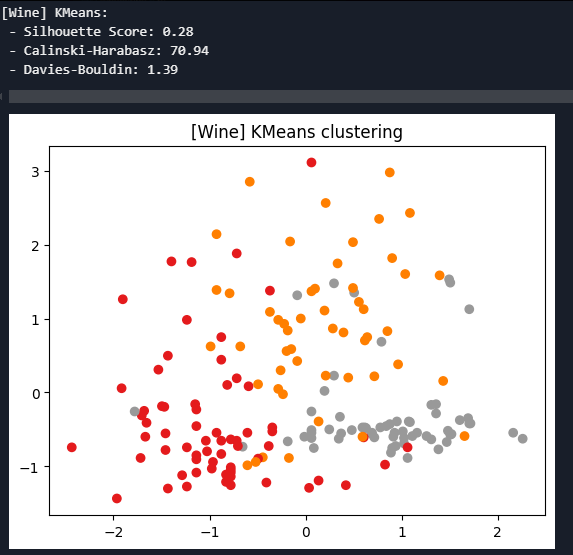 [Wine] KMeans:
- Silhouette Score: 0.28
- Calinski-Harabasz: 70.94
- Davies-Bouldin: 1.39
[Wine] KMeans clustering
3
2
1
0
−1
−2 −1 0 1 2